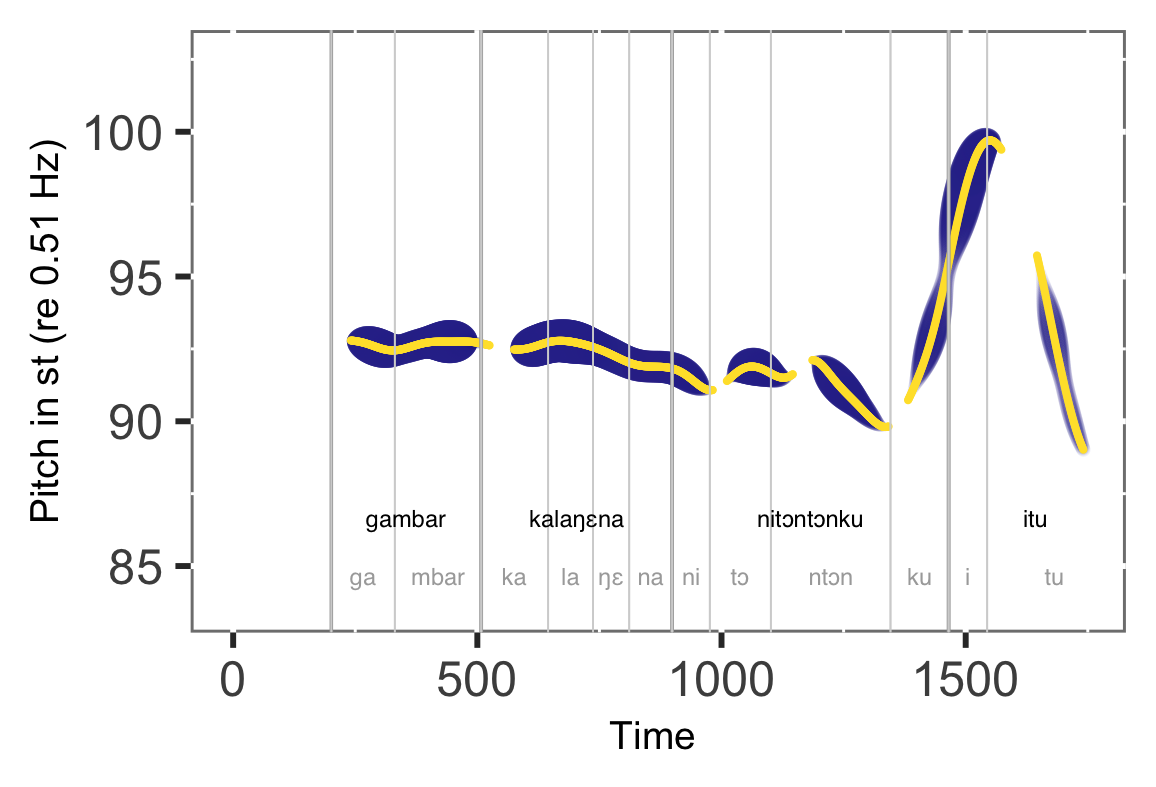 Pitch in st (re 0.51 Hz)
100
95
90
85
gambar kalaŋɛna nitɔntɔnku itu
ga mbar ka la ŋɛ na ni tɔ ntɔn ku i tu
0 500 1000 1500
Time